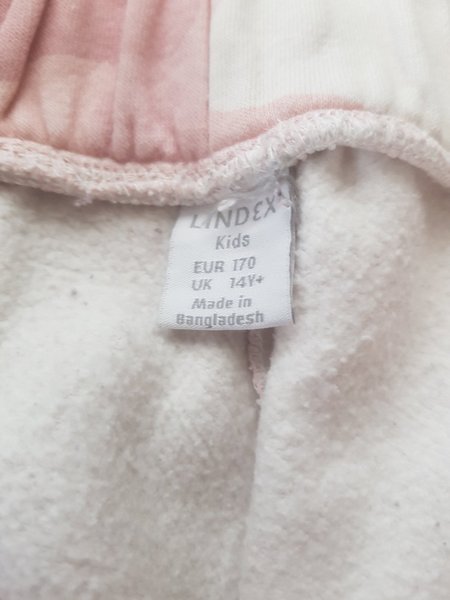 LINDEX
Kids
EUR 170
UK 14Y+
Made in
Bangladesh